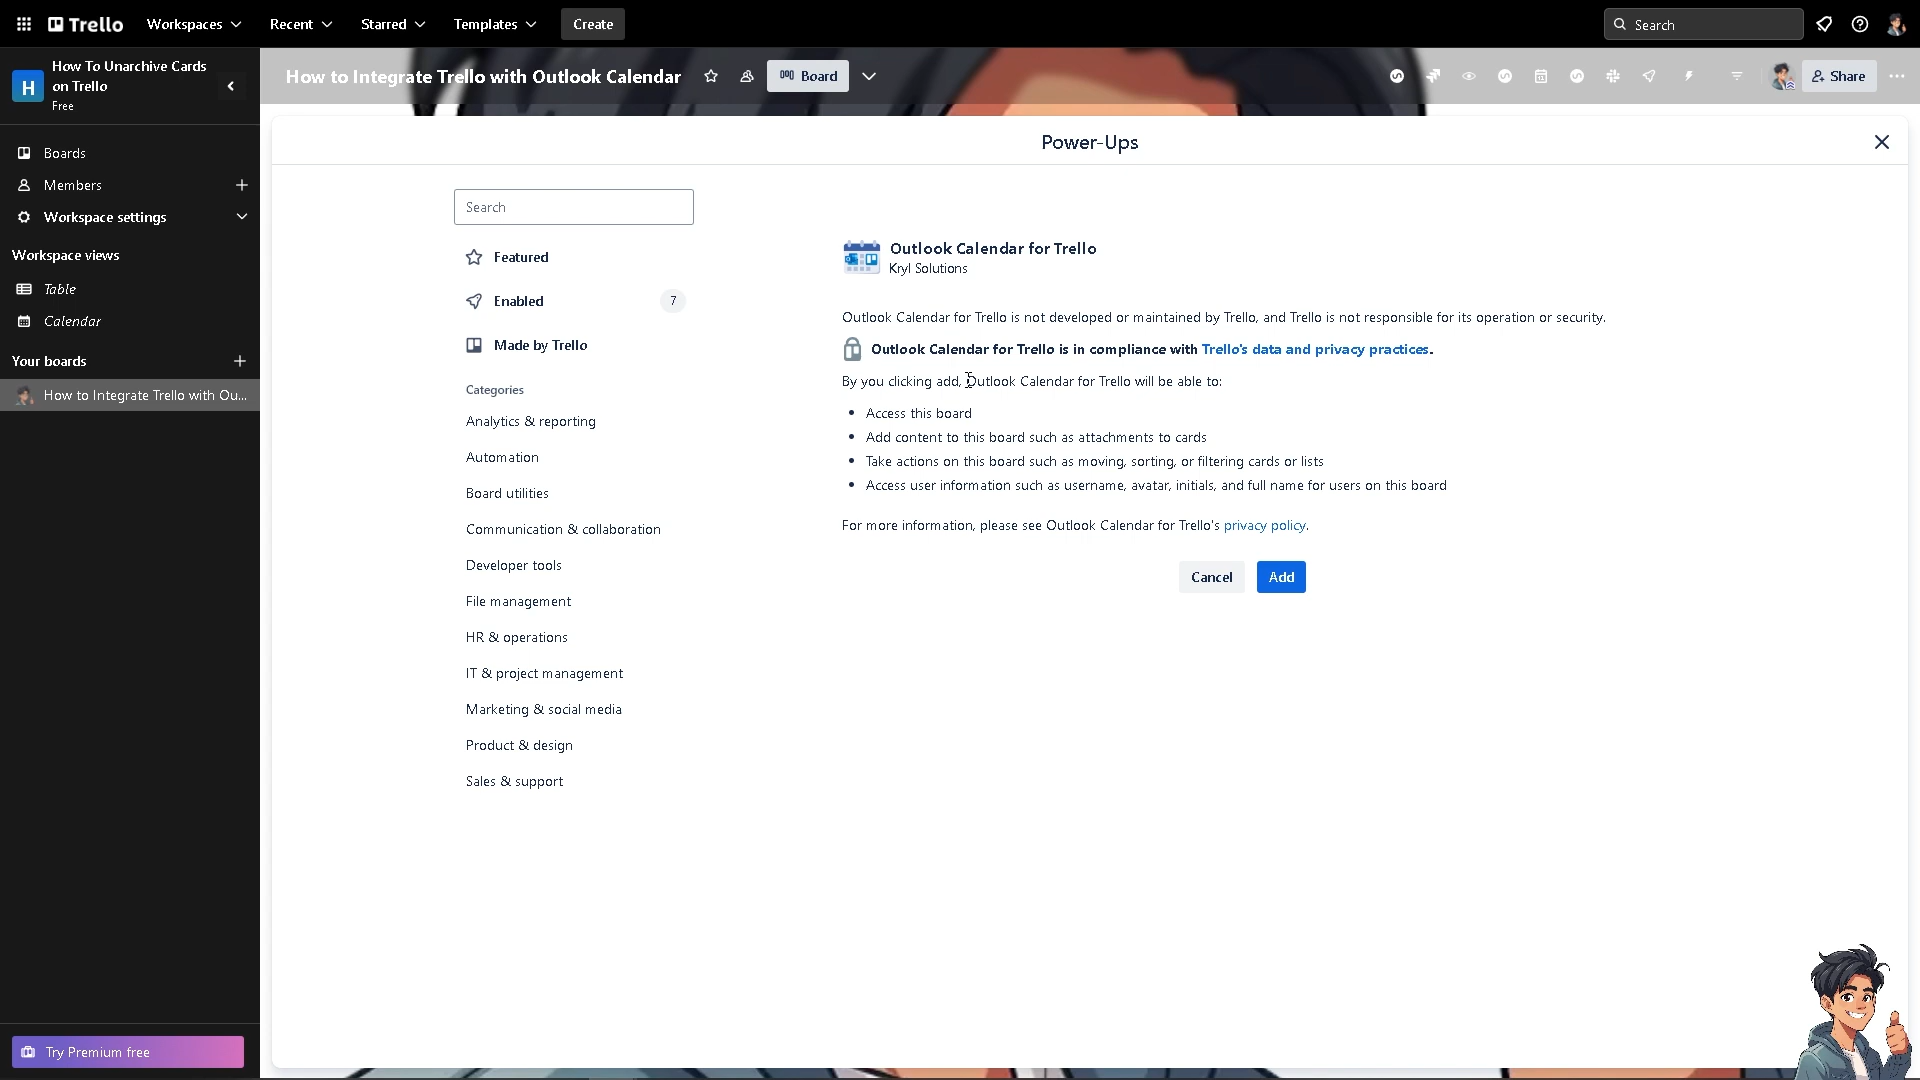 Trello
Workspaces
Recent
Starred
Templates
Create
Search
H
How To Unarchive Cards
on Trello
Free
How to Integrate Trello with Outlook Calendar
Board
Share
Boards
Members
Workspace settings
Workspace views
Table
Calendar
Your boards
How to Integrate Trello with Ou...
Try Premium free
Power-Ups
Search
Featured
Enabled
7
Made by Trello
Categories
Analytics & reporting
Automation
Board utilities
Communication & collaboration
Developer tools
File management
HR & operations
IT & project management
Marketing & social media
Product & design
Sales & support
Outlook Calendar for Trello
Kryl Solutions
Outlook Calendar for Trello is not developed or maintained by Trello, and Trello is not responsible for its operation or security.
Outlook Calendar for Trello is in compliance with Trello's data and privacy practices.
By you clicking add, Outlook Calendar for Trello will be able to:
• Access this board
• Add content to this board such as attachments to cards
• Take actions on this board such as moving, sorting, or filtering cards or lists
• Access user information such as username, avatar, initials, and full name for users on this board
For more information, please see Outlook Calendar for Trello's privacy policy.
Cancel
Add